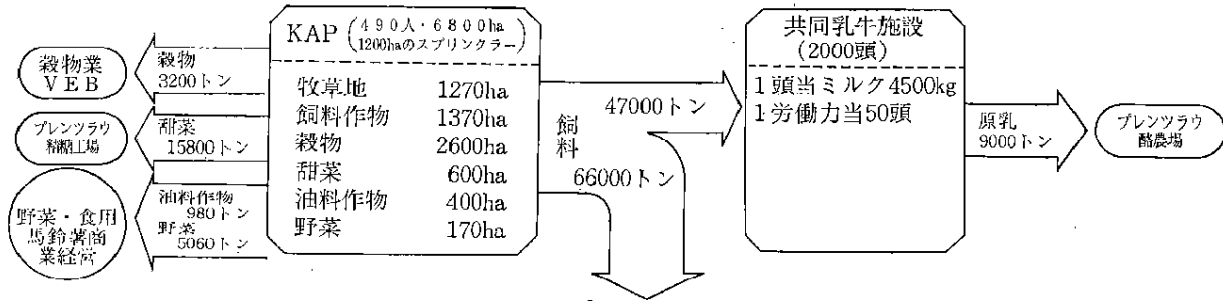 穀物業
VEB
穀物
3200トン
プレンツラウ
精糖工場
甜菜
15800トン
野菜・食用
馬鈴薯商
業経営
油料作物
980トン
野菜
5060トン
KAP (490人・6800ha
1200haのスプリンクラー)
牧草地 1270ha
飼料作物 1370ha
穀物 2600ha
甜菜 600ha
油料作物 400ha
野菜 170ha
飼料
47000トン
66000トン
共同乳牛施設
(2000頭)
1頭当ミルク4500kg
1労働力当50頭
原乳
9000トン
プレンツラウ
酪農場